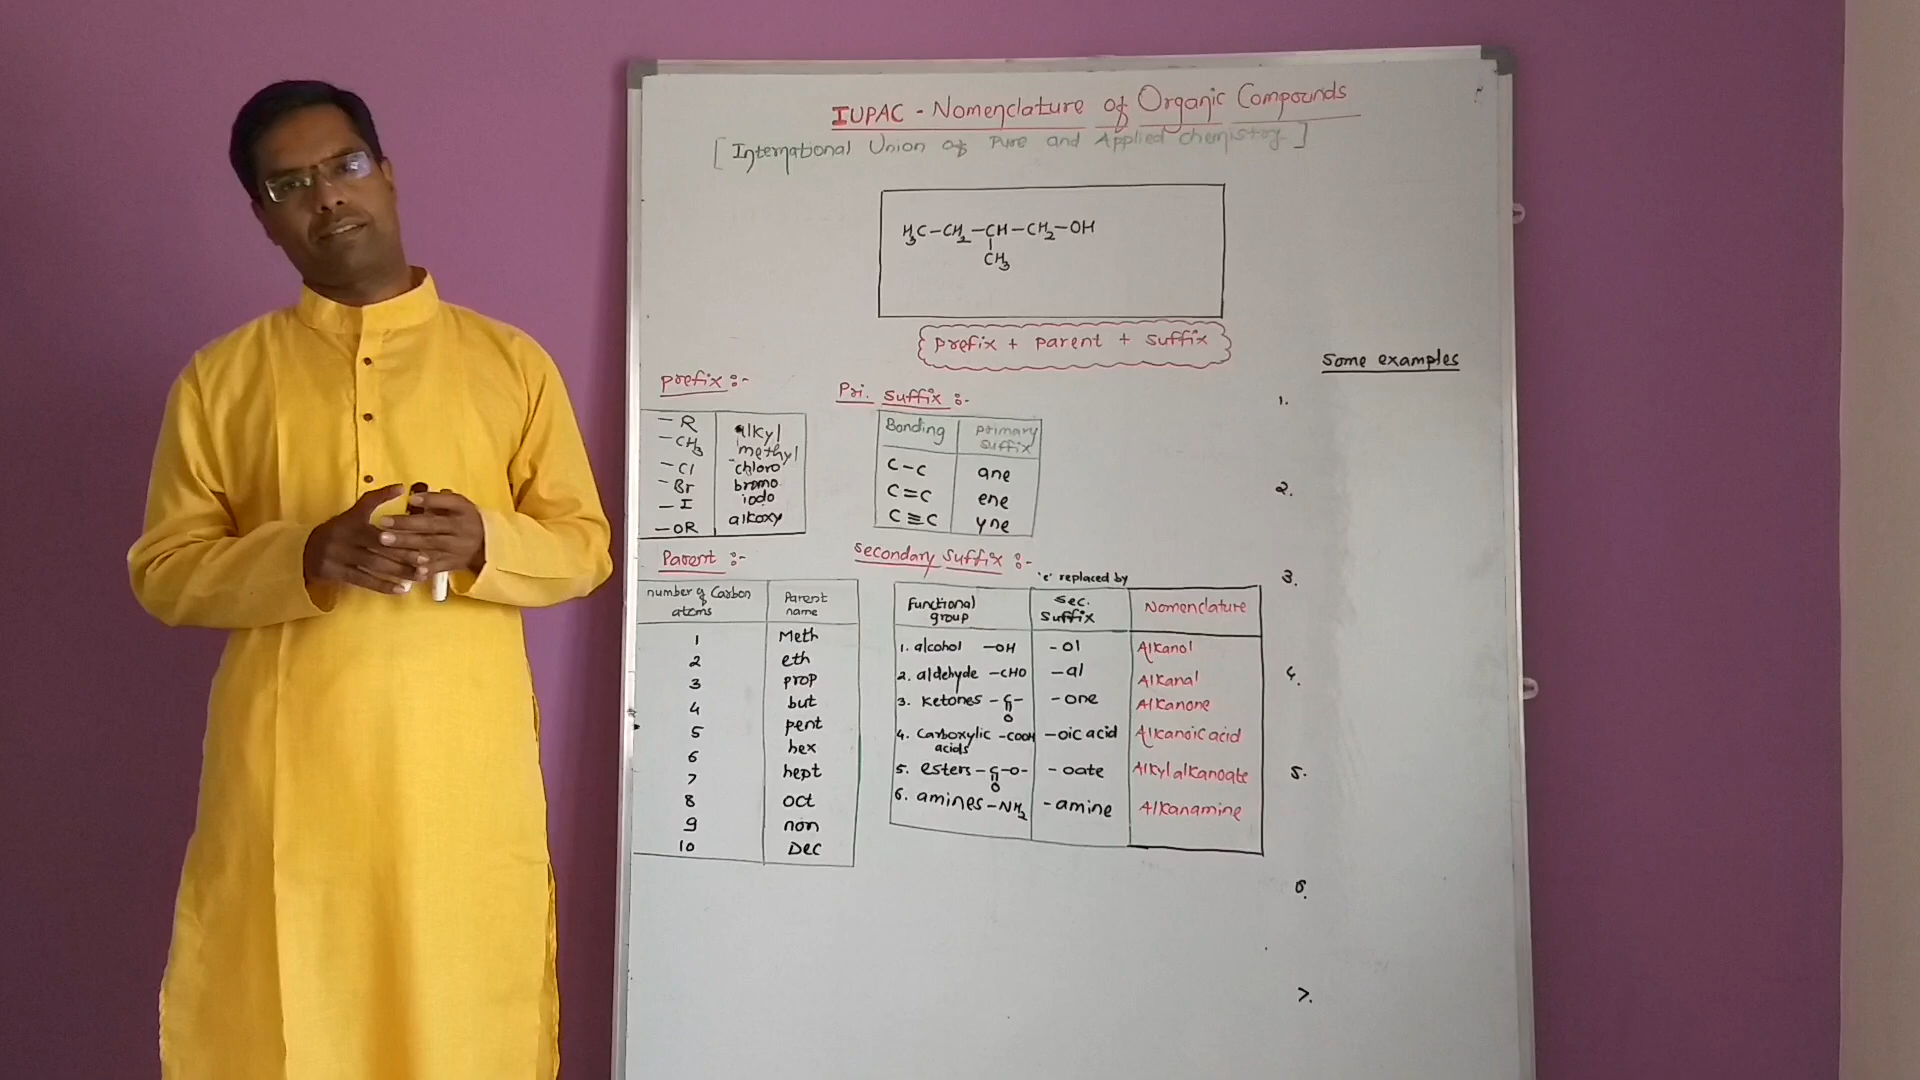 IUPAC - Nomenclature of Organic Compounds
[ International Union of Pure and Applied chemistry ]
H3C-CH2-CH-CH2-OH
|
CH3
prefix + parent + suffix
Some examples
prefix :-
-R alkyl
-CH3 methyl
-Cl chloro
-Br bromo
-I iodo
-OR alkoxy
Pri. suffix :-
Bonding primary suffix
C-C ane
C=C ene
C≡C yne
Parent :-
number of Carbon atoms Parent name
1 Meth
2 eth
3 prop
4 but
5 pent
6 hex
7 hept
8 oct
9 non
10 Dec
Secondary suffix :-
'e' replaced by
Functional group Sec. suffix Nomenclature
1. alcohol -OH -ol Alkanol
2. aldehyde -CHO -al Alkanal
3. Ketones -C- -one Alkanone
||
O
4. Carboxylic acids -COOH -oic acid Alkanoic acid
5. esters -C-O- -oate Alkyl alkanoate
||
O
6. amines -NH2 -amine Alkanamine
1.
2.
3.
4.
5.
6.
7.